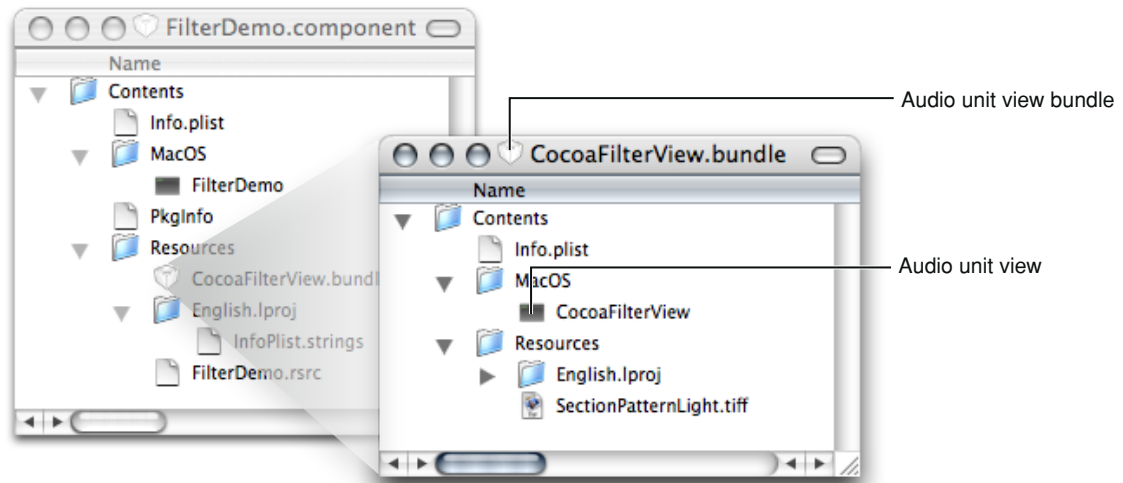 FilterDemo.component
Name
Contents
Info.plist
MacOS
FilterDemo
PkgInfo
Resources
CocoaFilterView.bundl
English.lproj
InfoPlist.strings
FilterDemo.rsrc
Audio unit view bundle
CocoaFilterView.bundle
Name
Contents
Info.plist
MacOS
Audio unit view
CocoaFilterView
Resources
English.lproj
SectionPatternLight.tiff